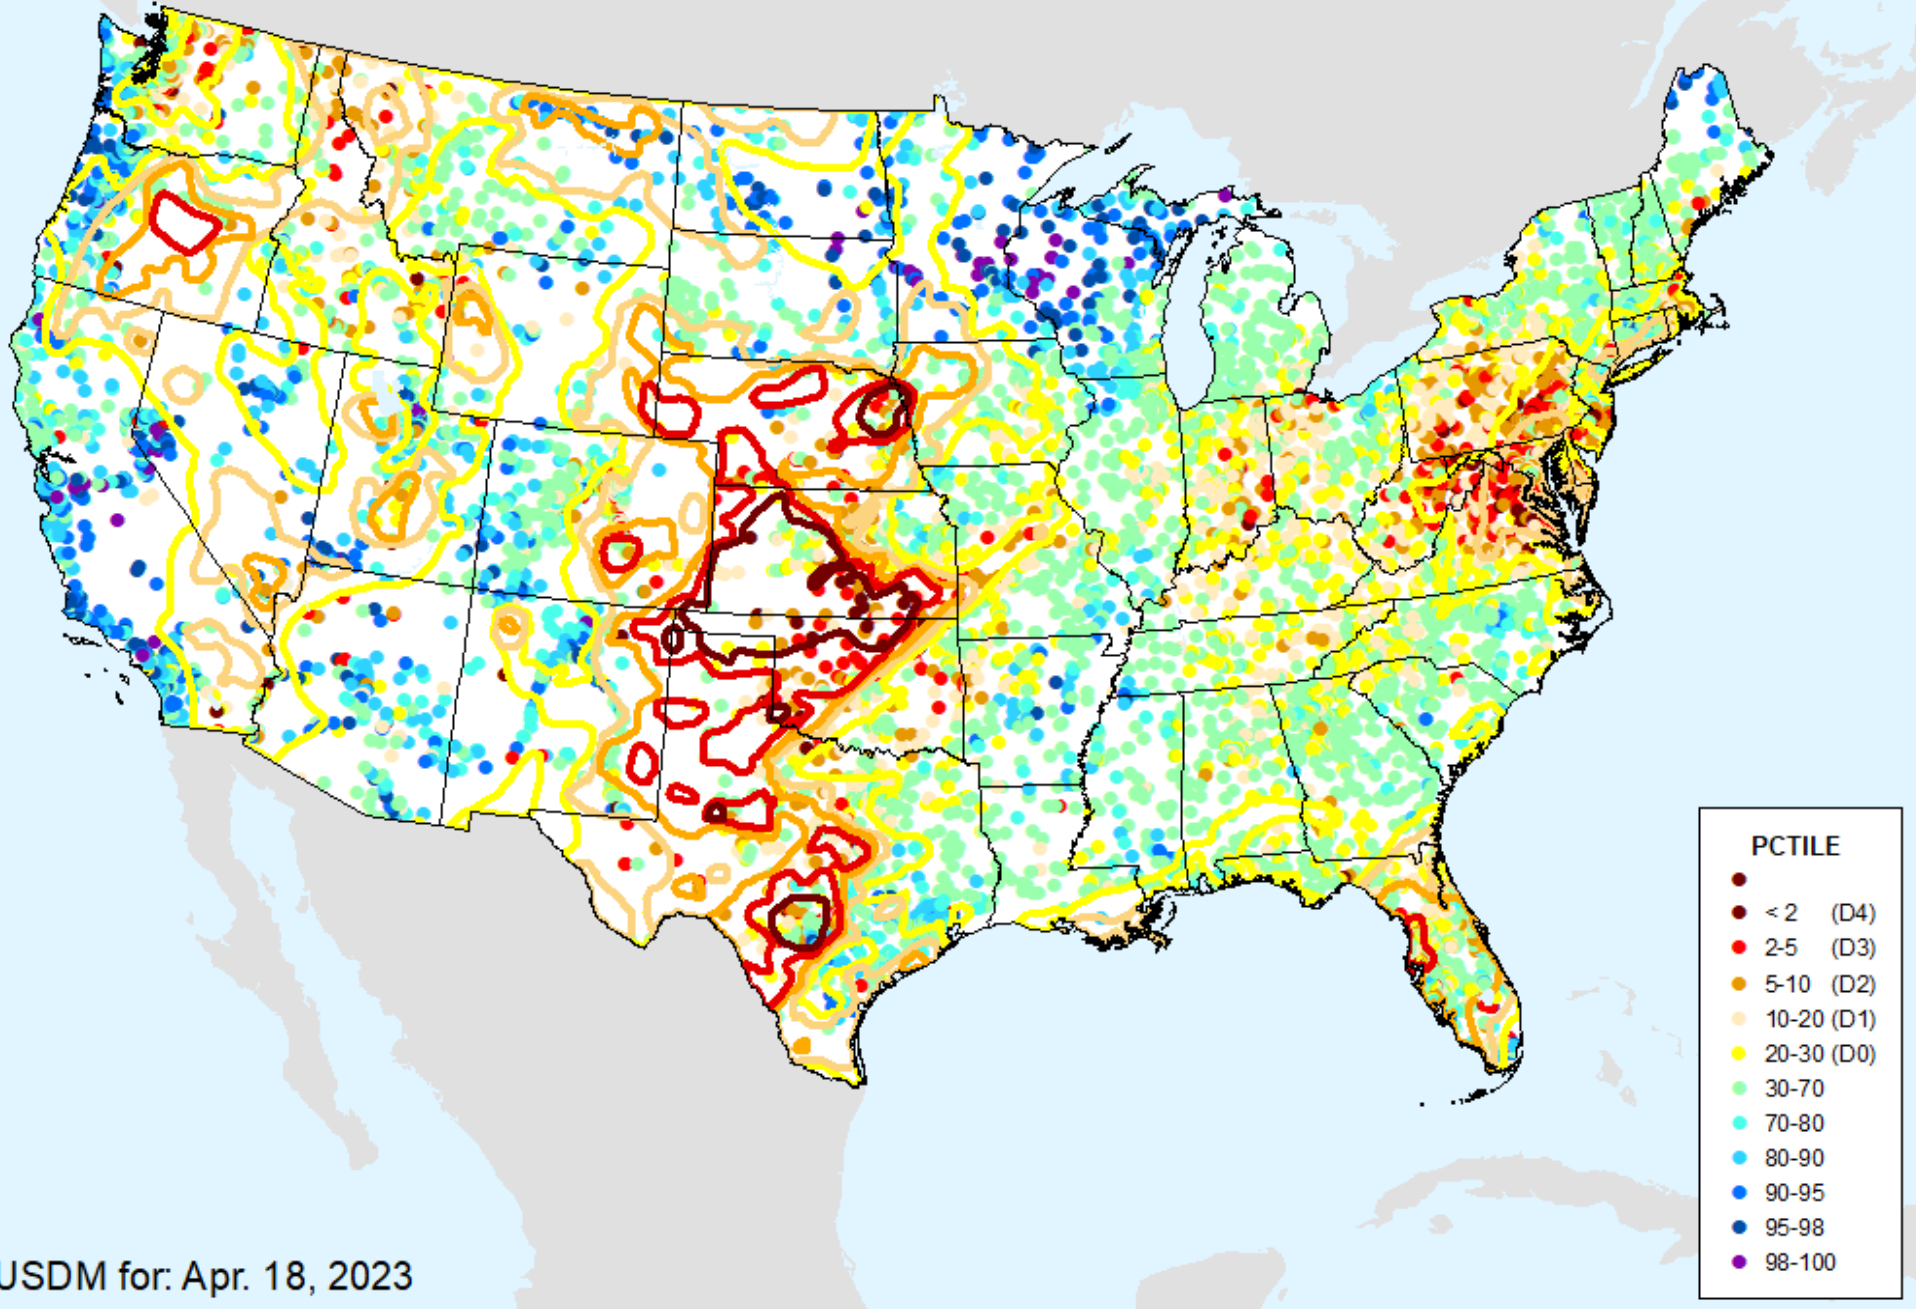 PCTILE
< 2 (D4)
2-5 (D3)
5-10 (D2)
10-20 (D1)
20-30 (D0)
30-70
70-80
80-90
90-95
95-98
98-100
USDM for: Apr. 18, 2023